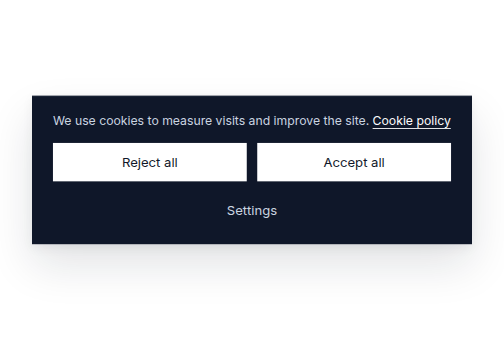 We use cookies to measure visits and improve the site. Cookie policy
Reject all
Accept all
Settings